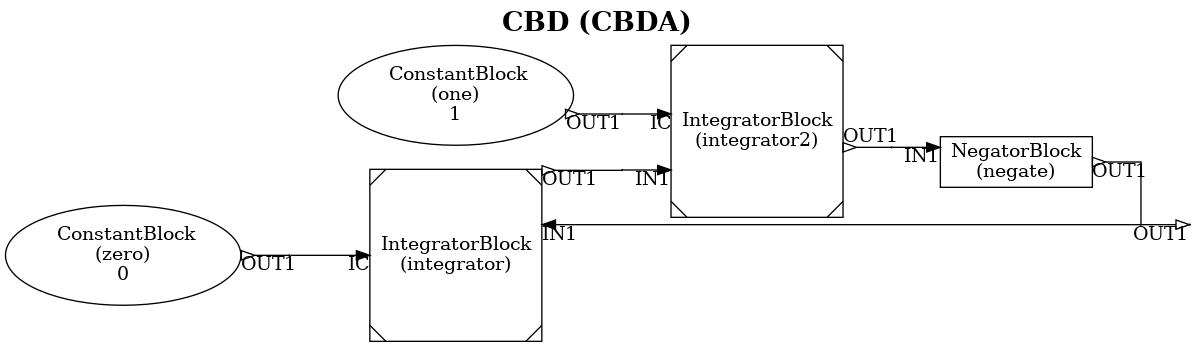 CBD (CBDA)
ConstantBlock
(one)
1
OUT1
IC
IntegratorBlock
(integrator2)
OUT1
IN1
NegatorBlock
(negate)
OUT1
OUT1
IN1
ConstantBlock
(zero)
0
OUT1
IC
IntegratorBlock
(integrator)
IN1
OUT1